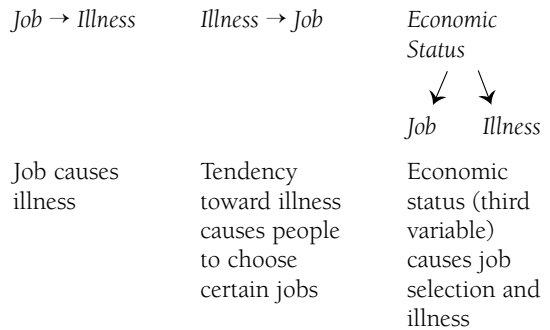 Job → Illness
Illness → Job
Economic
Status
Job
Illness
Job causes
illness
Tendency
toward illness
causes people
to choose
certain jobs
Economic
status (third
variable)
causes job
selection and
illness